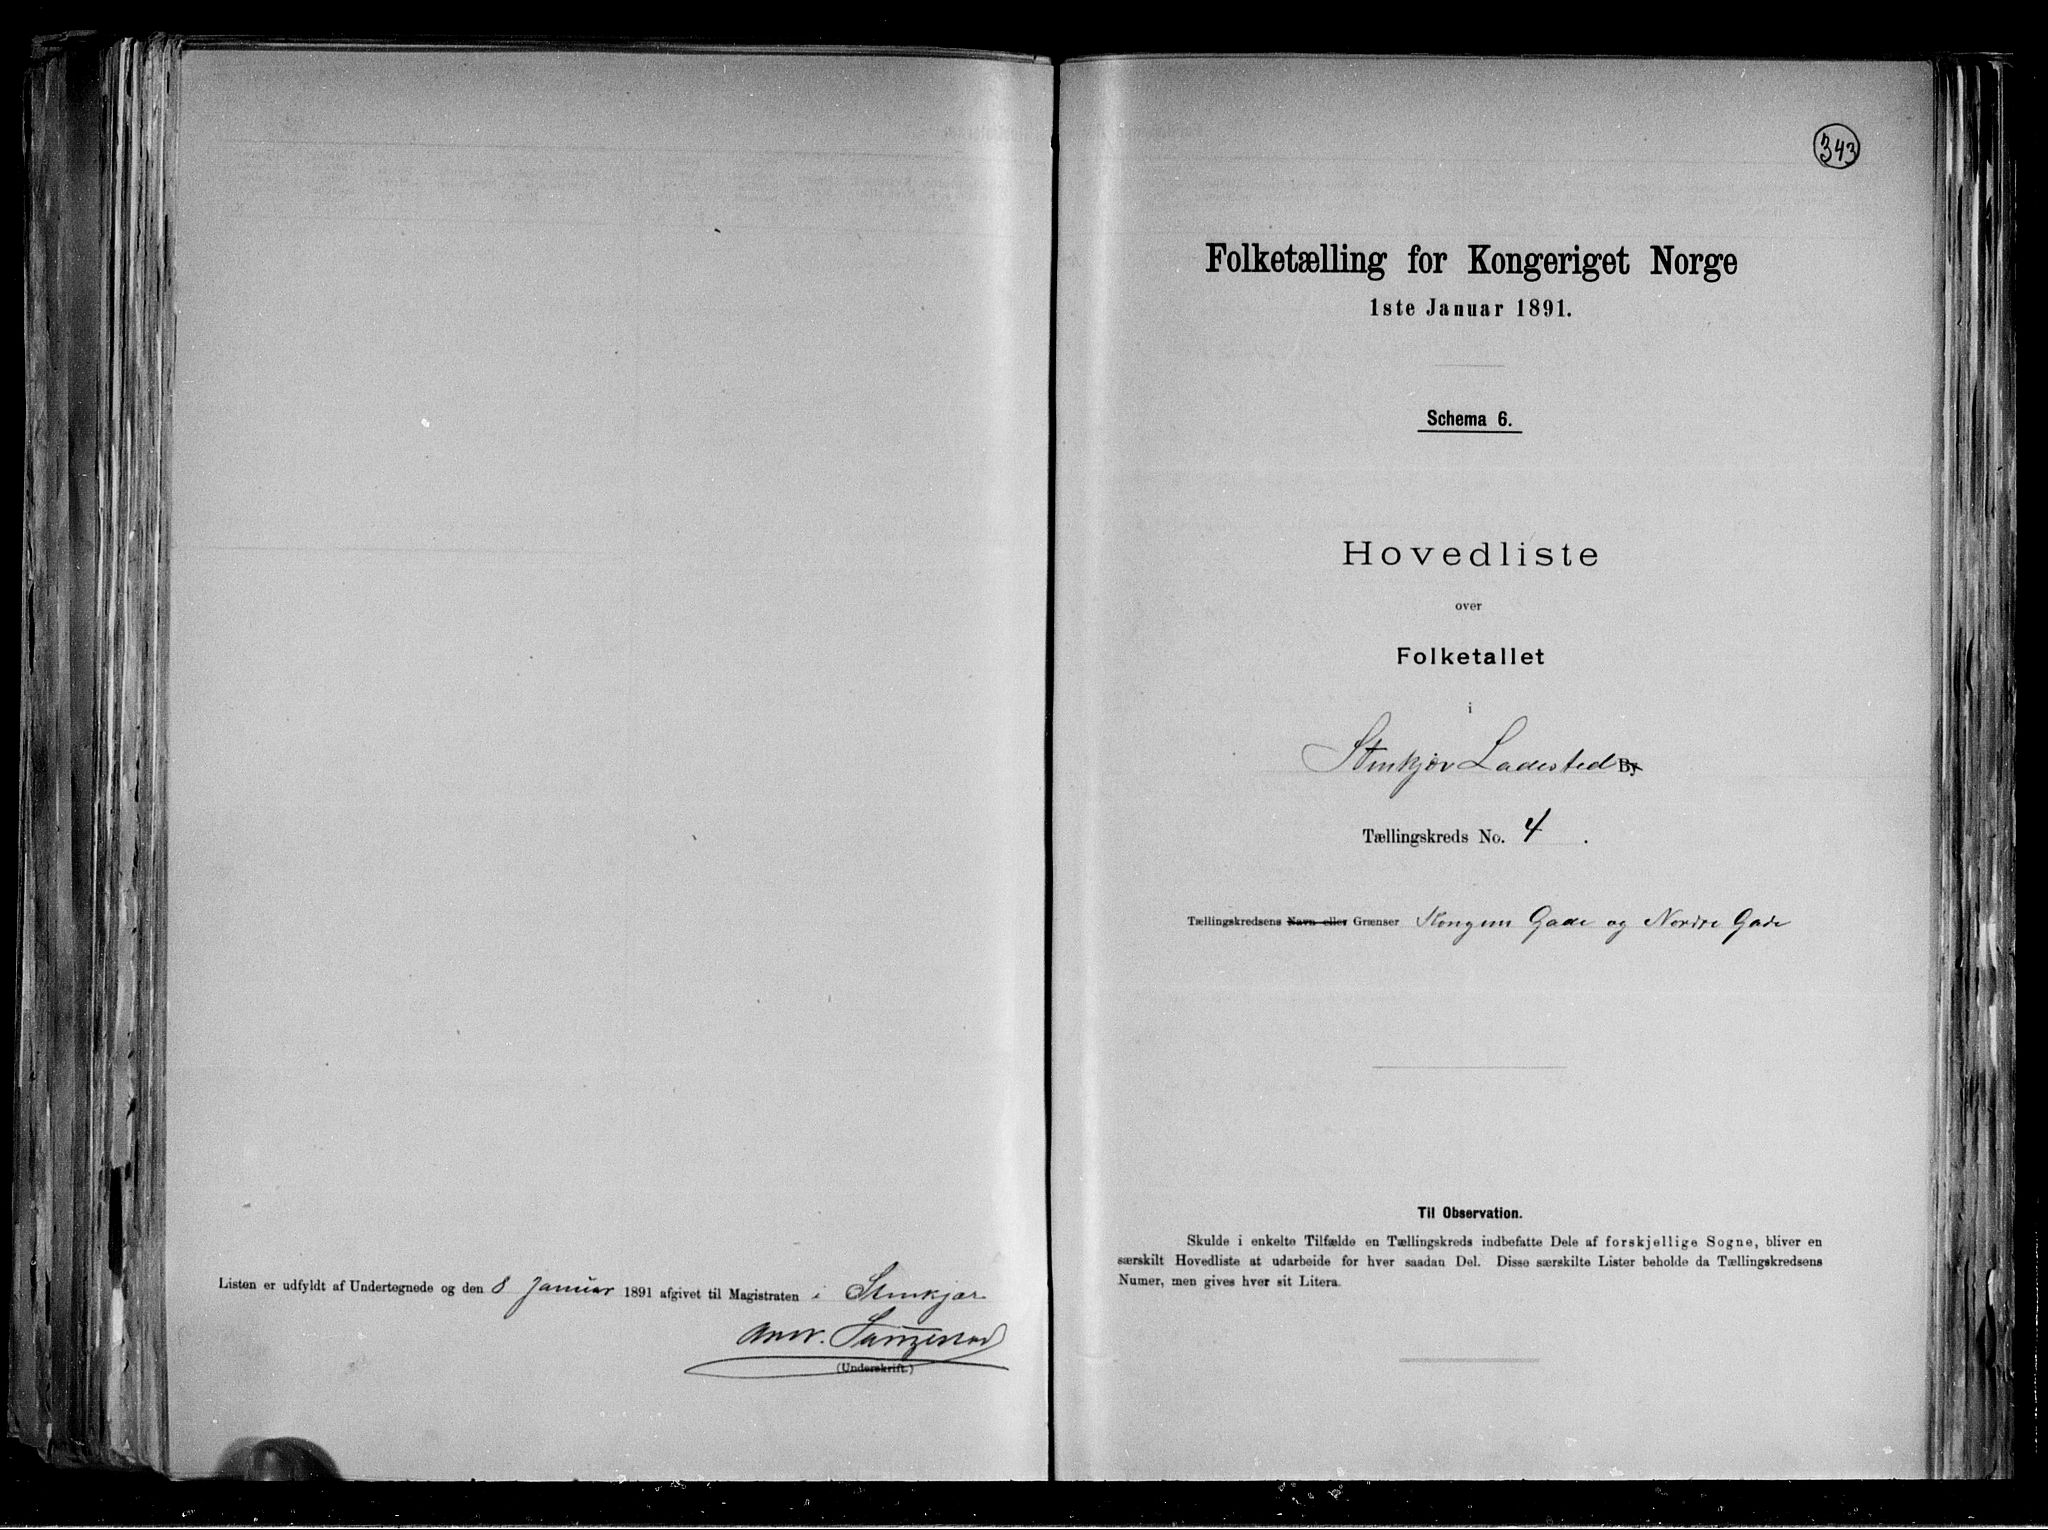 Listen er udfyldt af Undertegnede og den 8 Januar 1891 afgivet til Magistraten i Stenkjær
(Underskrift.)
343
Folketælling for Kongeriget Norge
1ste Januar 1891.
Schema 6.
Hovedliste
over
Folketallet
i
Stenkjær Ladested By
Tællingskreds No. 4.
Tællingskredsens Navn eller Grænser Kongens Gade og Nordre Gade
Til Observation.
Skulde i enkelte Tilfælde en Tællingskreds indbefatte Dele af forskjellige Sogne, bliver en
særskilt Hovedliste at udarbeide for hver saadan Del. Disse særskilte Lister beholde da Tællingskredsens
Numer, men gives hver sit Litera.